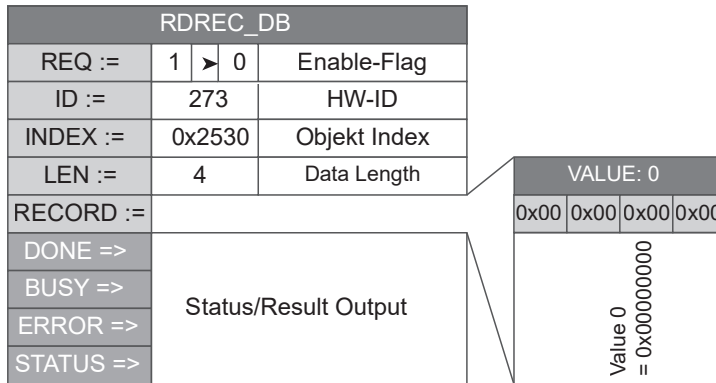 RDREC_DB
REQ := 1 ➤ 0 Enable-Flag
ID := 273 HW-ID
INDEX := 0x2530 Objekt Index
LEN := 4 Data Length
RECORD :=
DONE =>
BUSY =>
ERROR =>
STATUS =>
Status/Result Output
VALUE: 0
0x00 0x00 0x00 0x00
Value 0
= 0x00000000